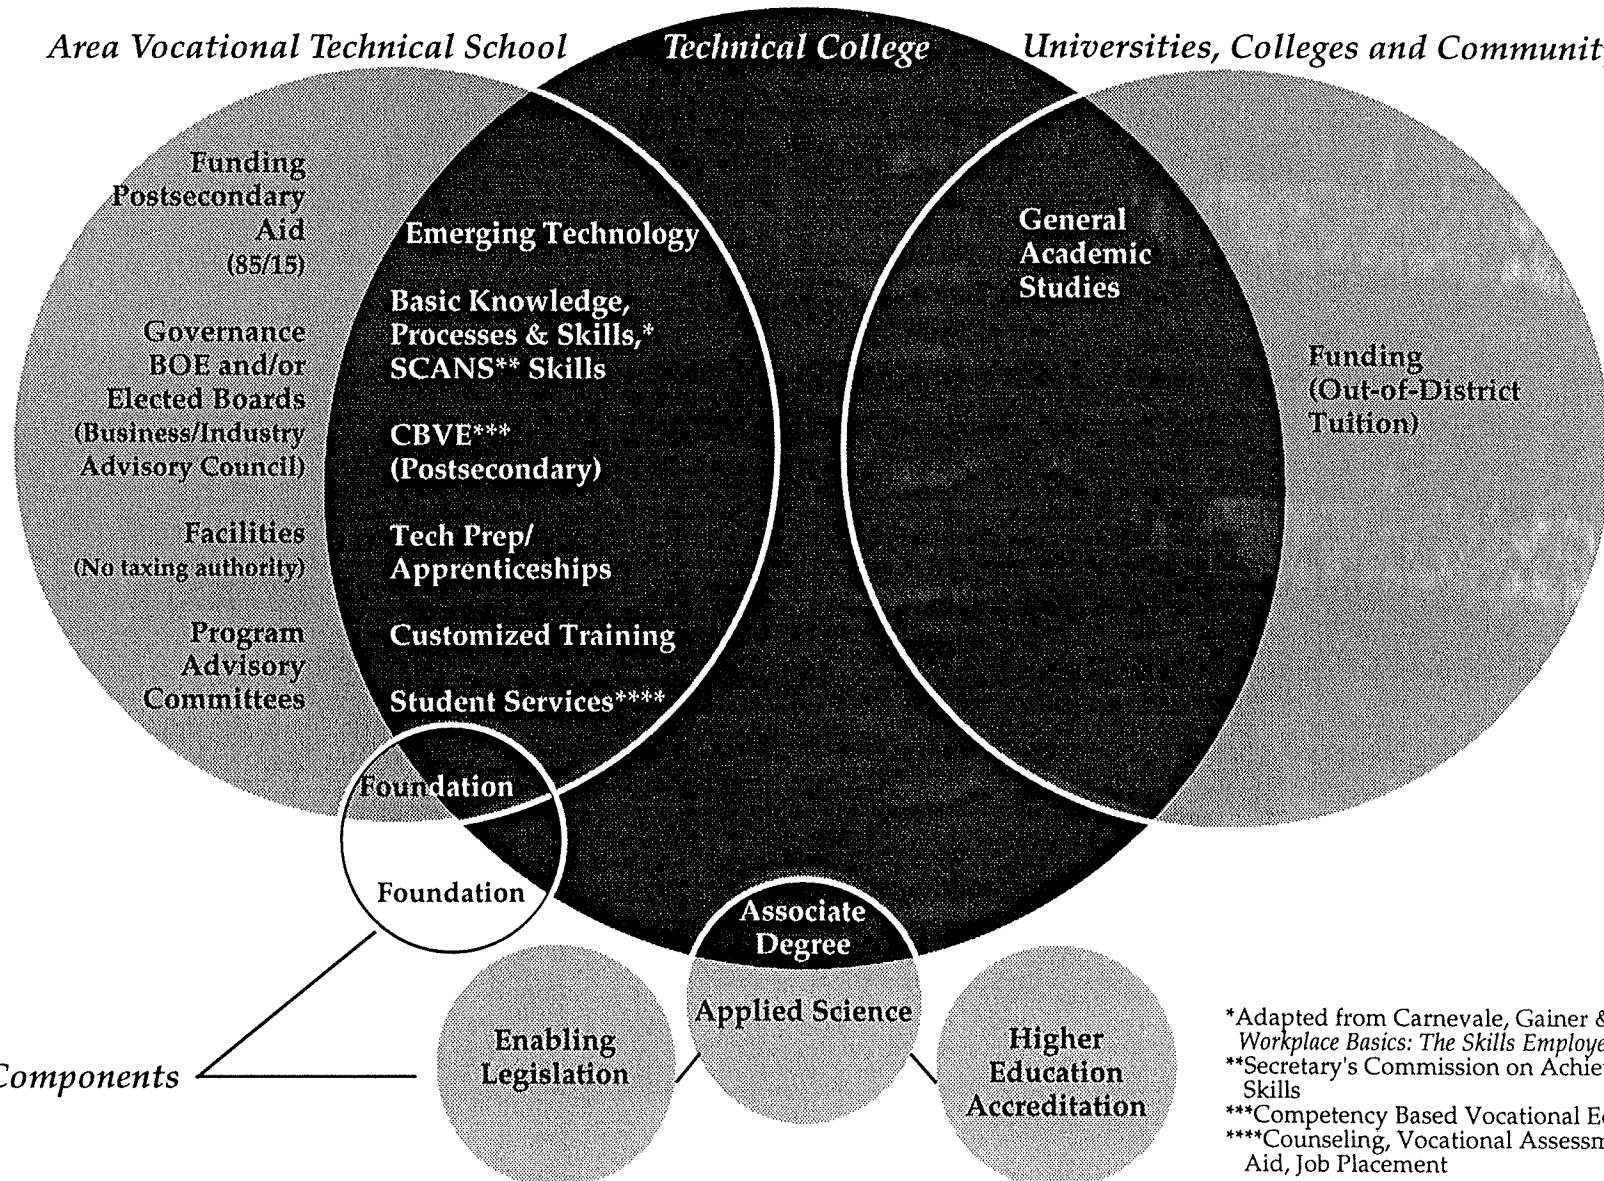 Area Vocational Technical School
Technical College
Universities, Colleges and Community
Funding
Postsecondary
Aid
(85/15)
Governance
BOE and/or
Elected Boards
(Business/Industry
Advisory Council)
Facilities
(No taxing authority)
Program
Advisory
Committees
Emerging Technology
Basic Knowledge,
Processes & Skills,*
SCANS** Skills
CBVE***
(Postsecondary)
Tech Prep/
Apprenticeships
Customized Training
Student Services****
General
Academic
Studies
Funding
(Out-of-District
Tuition)
Foundation
Foundation
Associate
Degree
Applied Science
Enabling
Legislation
Higher
Education
Accreditation
Components
*Adapted from Carnevale, Gainer &
Workplace Basics: The Skills Employe
**Secretary's Commission on Achie
Skills
***Competency Based Vocational E
****Counseling, Vocational Assessm
Aid, Job Placement